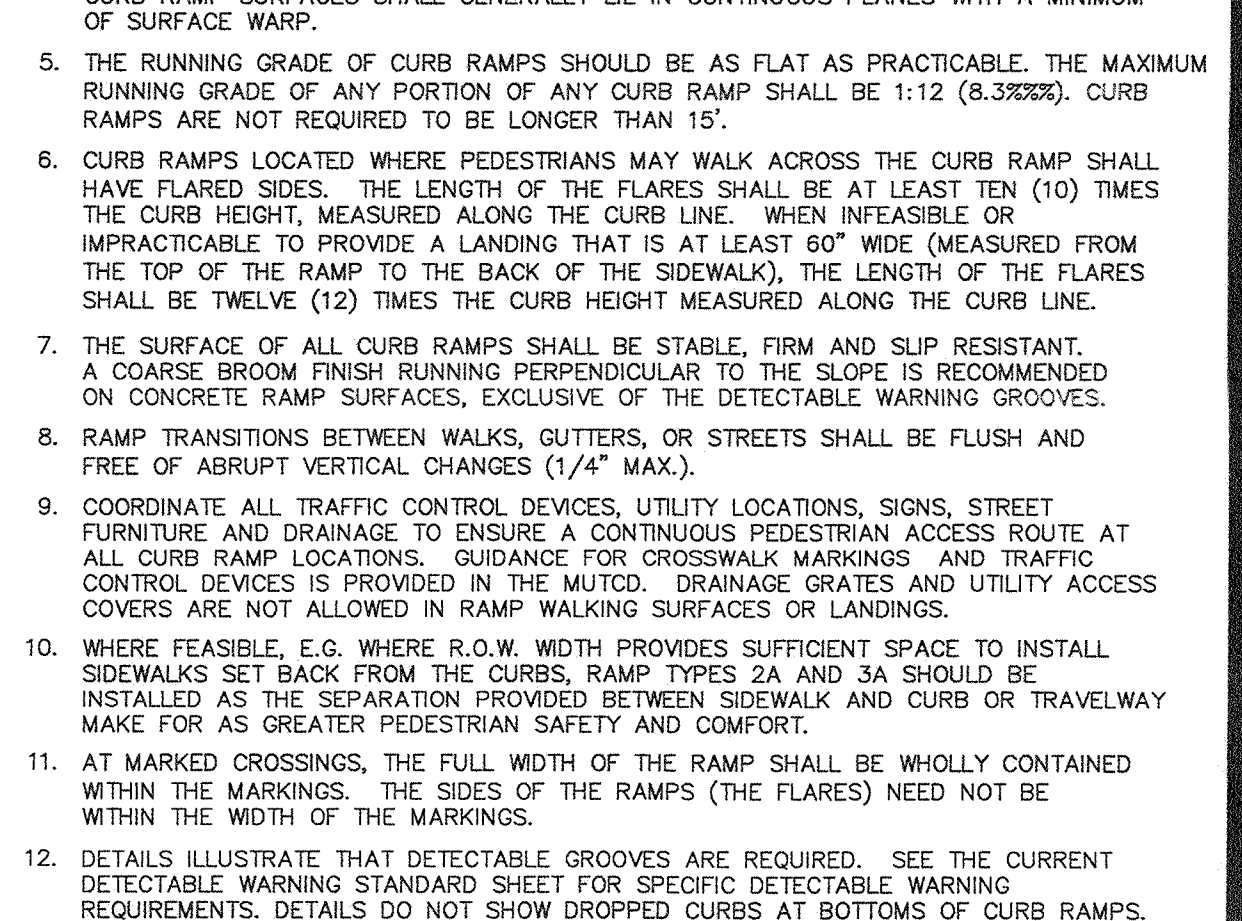 CURB RAMP SURFACES SHALL GENERALLY LIE IN CONTINUOUS PLANES WITH A MINIMUM
OF SURFACE WARP.
5. THE RUNNING GRADE OF CURB RAMPS SHOULD BE AS FLAT AS PRACTICABLE. THE MAXIMUM
RUNNING GRADE OF ANY PORTION OF ANY CURB RAMP SHALL BE 1:12 (8.3%%%). CURB
RAMPS ARE NOT REQUIRED TO BE LONGER THAN 15'.
6. CURB RAMPS LOCATED WHERE PEDESTRIANS MAY WALK ACROSS THE CURB RAMP SHALL
HAVE FLARED SIDES. THE LENGTH OF THE FLARES SHALL BE AT LEAST TEN (10) TIMES
THE CURB HEIGHT, MEASURED ALONG THE CURB LINE. WHEN INFEASIBLE OR
IMPRACTICABLE TO PROVIDE A LANDING THAT IS AT LEAST 60" WIDE (MEASURED FROM
THE TOP OF THE RAMP TO THE BACK OF THE SIDEWALK), THE LENGTH OF THE FLARES
SHALL BE TWELVE (12) TIMES THE CURB HEIGHT MEASURED ALONG THE CURB LINE.
7. THE SURFACE OF ALL CURB RAMPS SHALL BE STABLE, FIRM AND SLIP RESISTANT.
A COARSE BROOM FINISH RUNNING PERPENDICULAR TO THE SLOPE IS RECOMMENDED
ON CONCRETE RAMP SURFACES, EXCLUSIVE OF THE DETECTABLE WARNING GROOVES.
8. RAMP TRANSITIONS BETWEEN WALKS, GUTTERS, OR STREETS SHALL BE FLUSH AND
FREE OF ABRUPT VERTICAL CHANGES (1/4" MAX.).
9. COORDINATE ALL TRAFFIC CONTROL DEVICES, UTILITY LOCATIONS, SIGNS, STREET
FURNITURE AND DRAINAGE TO ENSURE A CONTINUOUS PEDESTRIAN ACCESS ROUTE AT
ALL CURB RAMP LOCATIONS. GUIDANCE FOR CROSSWALK MARKINGS AND TRAFFIC
CONTROL DEVICES IS PROVIDED IN THE MUTCD. DRAINAGE GRATES AND UTILITY ACCESS
COVERS ARE NOT ALLOWED IN RAMP WALKING SURFACES OR LANDINGS.
10. WHERE FEASIBLE, E.G. WHERE R.O.W. WIDTH PROVIDES SUFFICIENT SPACE TO INSTALL
SIDEWALKS SET BACK FROM THE CURBS, RAMP TYPES 2A AND 3A SHOULD BE
INSTALLED AS THE SEPARATION PROVIDED BETWEEN SIDEWALK AND CURB OR TRAVELWAY
MAKE FOR AS GREATER PEDESTRIAN SAFETY AND COMFORT.
11. AT MARKED CROSSINGS, THE FULL WIDTH OF THE RAMP SHALL BE WHOLLY CONTAINED
WITHIN THE MARKINGS. THE SIDES OF THE RAMPS (THE FLARES) NEED NOT BE
WITHIN THE WIDTH OF THE MARKINGS.
12. DETAILS ILLUSTRATE THAT DETECTABLE GROOVES ARE REQUIRED. SEE THE CURRENT
DETECTABLE WARNING STANDARD SHEET FOR SPECIFIC DETECTABLE WARNING
REQUIREMENTS. DETAILS DO NOT SHOW DROPPED CURBS AT BOTTOMS OF CURB RAMPS.